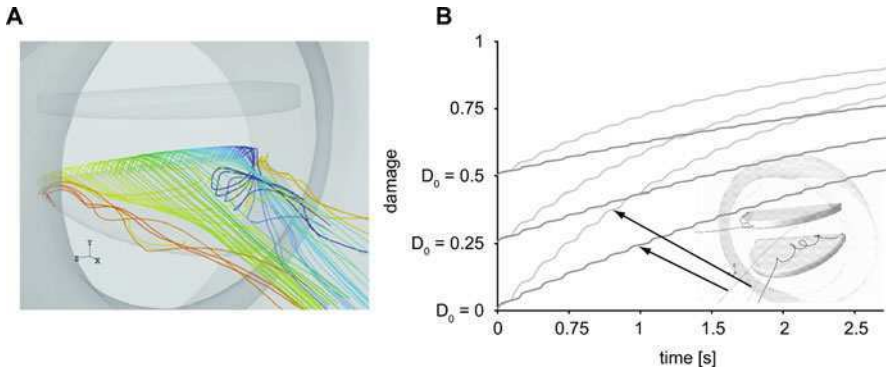 A
Y
Z X
B
1
0.75
D₀ = 0.5
D₀ = 0.25
D₀ = 0
damage
0 0.75 1 1.5 2 2.5
time [s]